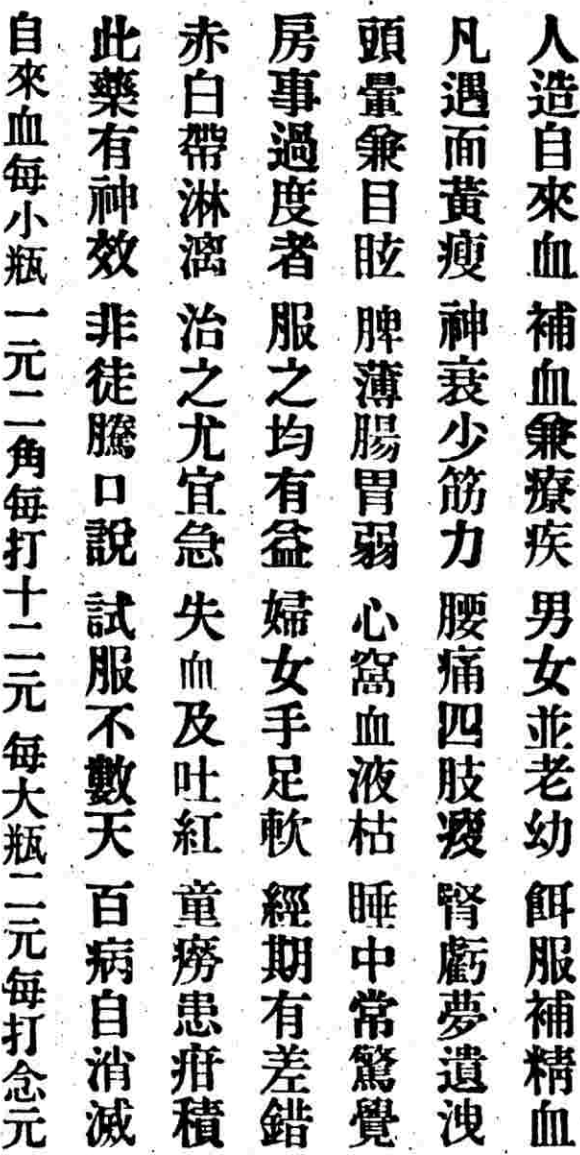 人造自來血 補血兼療疾 男女並老幼 餌服補精血
凡遇面黃瘦 神衰少筋力 腰痛四肢痠 腎虧夢遺洩
頭暈兼目眩 脾薄腸胃弱 心窩血液枯 睡中常驚覺
房事過度者 服之均有益 婦女手足軟 經期有差錯
赤白帶淋漓 治之尤宜急 失血及吐紅 童癆患疳積
此藥有神效 非徒騰口說 試服不數天 百病自消滅
自來血每小瓶一元二角每打十二元 每大瓶二元每打念元